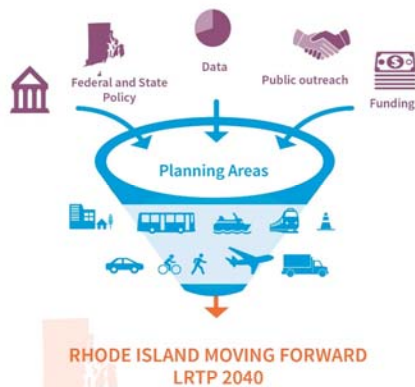 Federal and State
Policy
Data
Public outreach
Funding
Planning Areas
RHODE ISLAND MOVING FORWARD
LRTP 2040